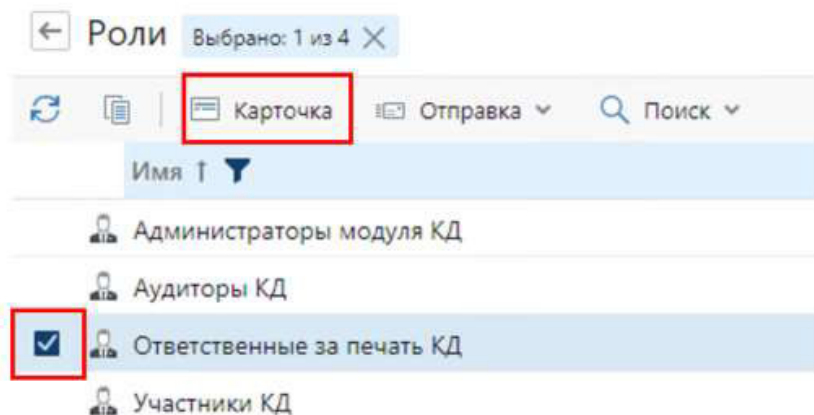 Роли Выбрано: 1 из 4
Карточка Отправка Поиск
Имя
Администраторы модуля КД
Аудиторы КД
Ответственные за печать КД
Участники КД